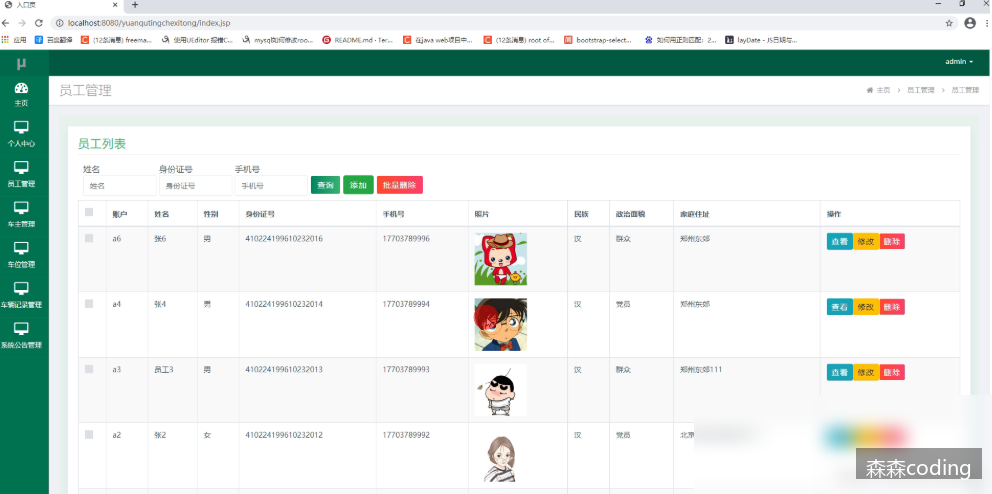 入口页
localhost:8080/yuanqutingchexitong/index.jsp
应用 百度翻译 (12条消息) freema... 使用UEditor 报错C... mysql如何修改roo... README.md · Ter... 在java web项目中... (12条消息) root of... bootstrap-select... 如何用正则匹配: 2... layDate - JS日期与...
μ admin
主页
个人中心
员工管理
车主管理
车位管理
车辆记录管理
系统公告管理
员工管理 主页 > 员工管理 > 员工管理
员工列表
姓名 身份证号 手机号
姓名 身份证号 手机号 查询 添加 批量删除
账户 姓名 性别 身份证号 手机号 照片 民族 政治面貌 家庭住址 操作
a6 张6 男 410224199610232016 17703789996 汉 群众 郑州东郊 查看 修改 删除
a4 张4 男 410224199610232014 17703789994 汉 党员 郑州东郊 查看 修改 删除
a3 员工3 男 410224199610232013 17703789993 汉 群众 郑州东郊111 查看 修改 删除
a2 张2 女 410224199610232012 17703789992 汉 党员 北京
森森coding